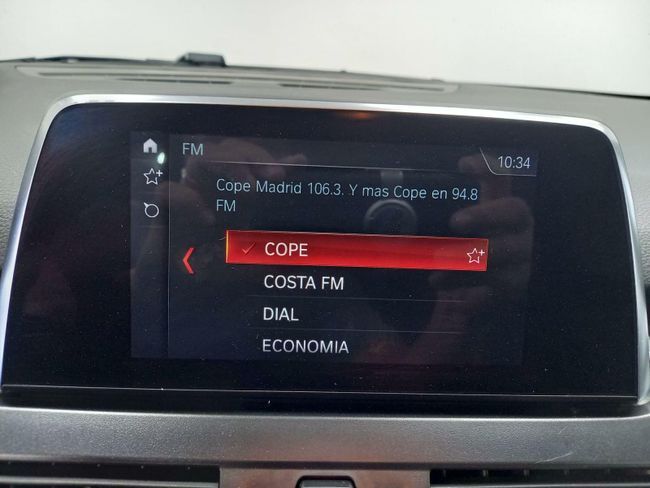 FM
10:34
Cope Madrid 106.3. Y mas Cope en 94.8
FM
COPE
COSTA FM
DIAL
ECONOMIA